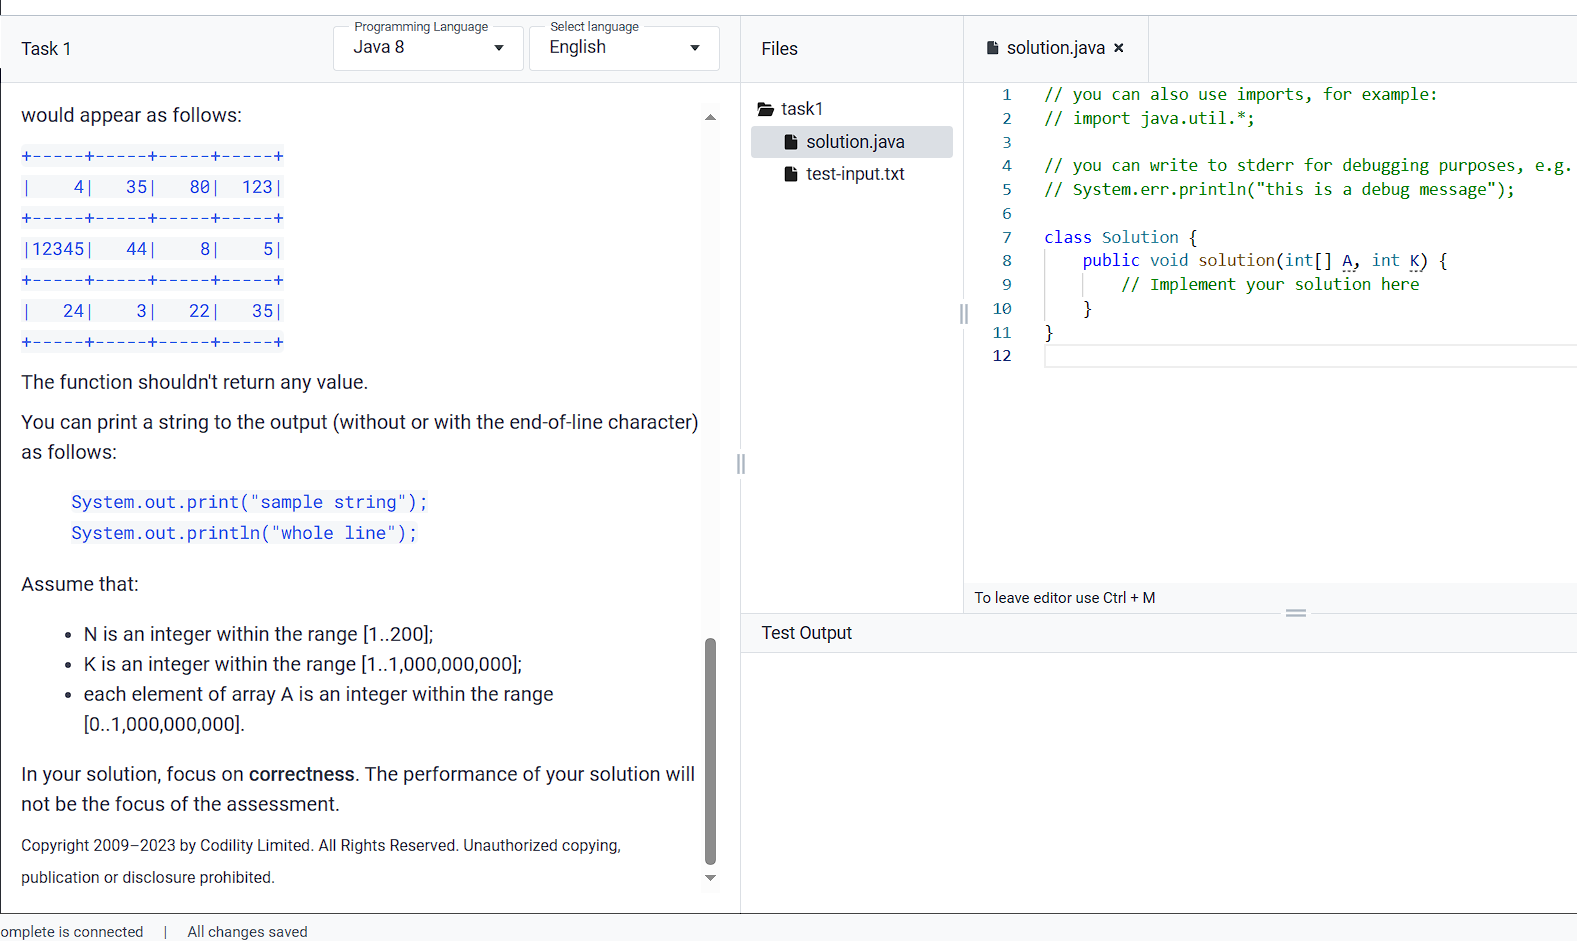 Task 1
Programming Language
Java 8
Select language
English
would appear as follows:
+-----+-----+-----+-----+
|    4|   35|   80|  123|
+-----+-----+-----+-----+
|12345|   44|    8|    5|
+-----+-----+-----+-----+
|   24|    3|   22|   35|
+-----+-----+-----+-----+
The function shouldn't return any value.
You can print a string to the output (without or with the end-of-line character)
as follows:
System.out.print("sample string");
System.out.println("whole line");
Assume that:
• N is an integer within the range [1..200];
• K is an integer within the range [1..1,000,000,000];
• each element of array A is an integer within the range
[0..1,000,000,000].
In your solution, focus on correctness. The performance of your solution will
not be the focus of the assessment.
Copyright 2009–2023 by Codility Limited. All Rights Reserved. Unauthorized copying,
publication or disclosure prohibited.
Files
task1
solution.java
test-input.txt
solution.java ×
1 // you can also use imports, for example:
2 // import java.util.*;
3
4 // you can write to stderr for debugging purposes, e.g.
5 // System.err.println("this is a debug message");
6
7 class Solution {
8     public void solution(int[] A, int K) {
9         // Implement your solution here
10     }
11 }
12
To leave editor use Ctrl + M
Test Output
omplete is connected | All changes saved